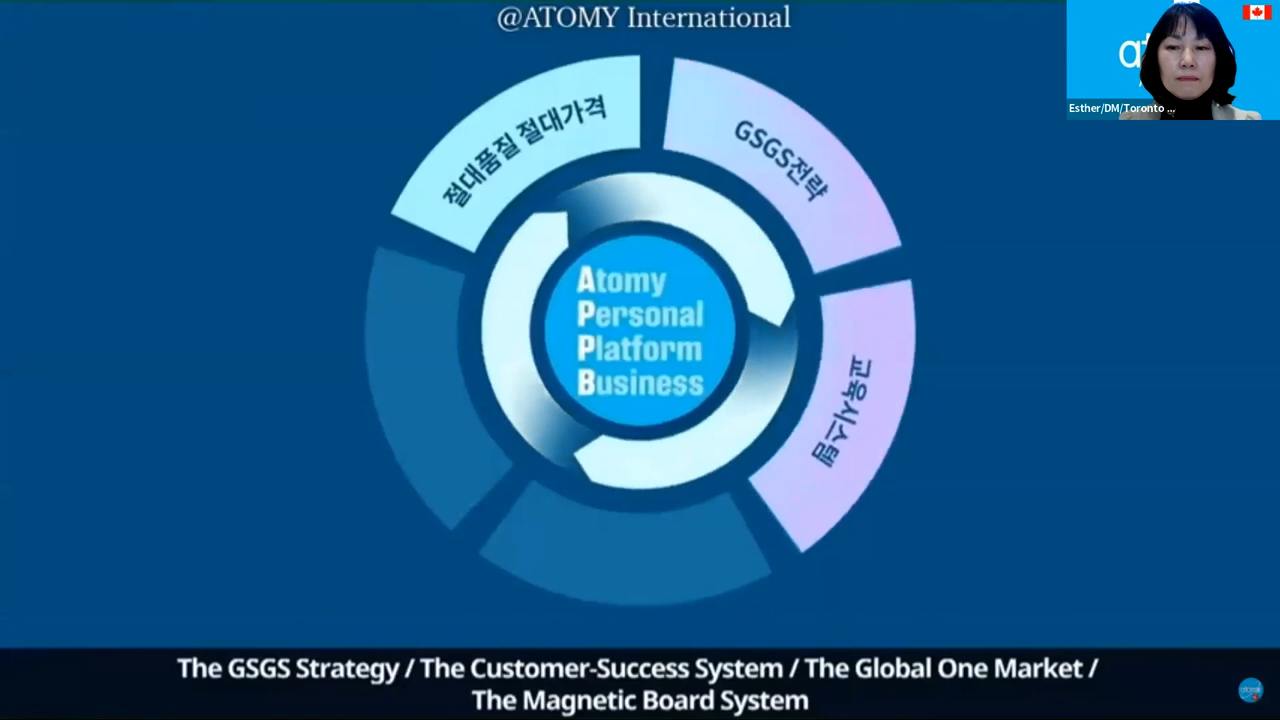 @ATOMY International
Esther/DM/Toronto ...
절대품질 절대가격
GSGS전략
교육시스템
Atomy
Personal
Platform
Business
The GSGS Strategy / The Customer-Success System / The Global One Market /
The Magnetic Board System